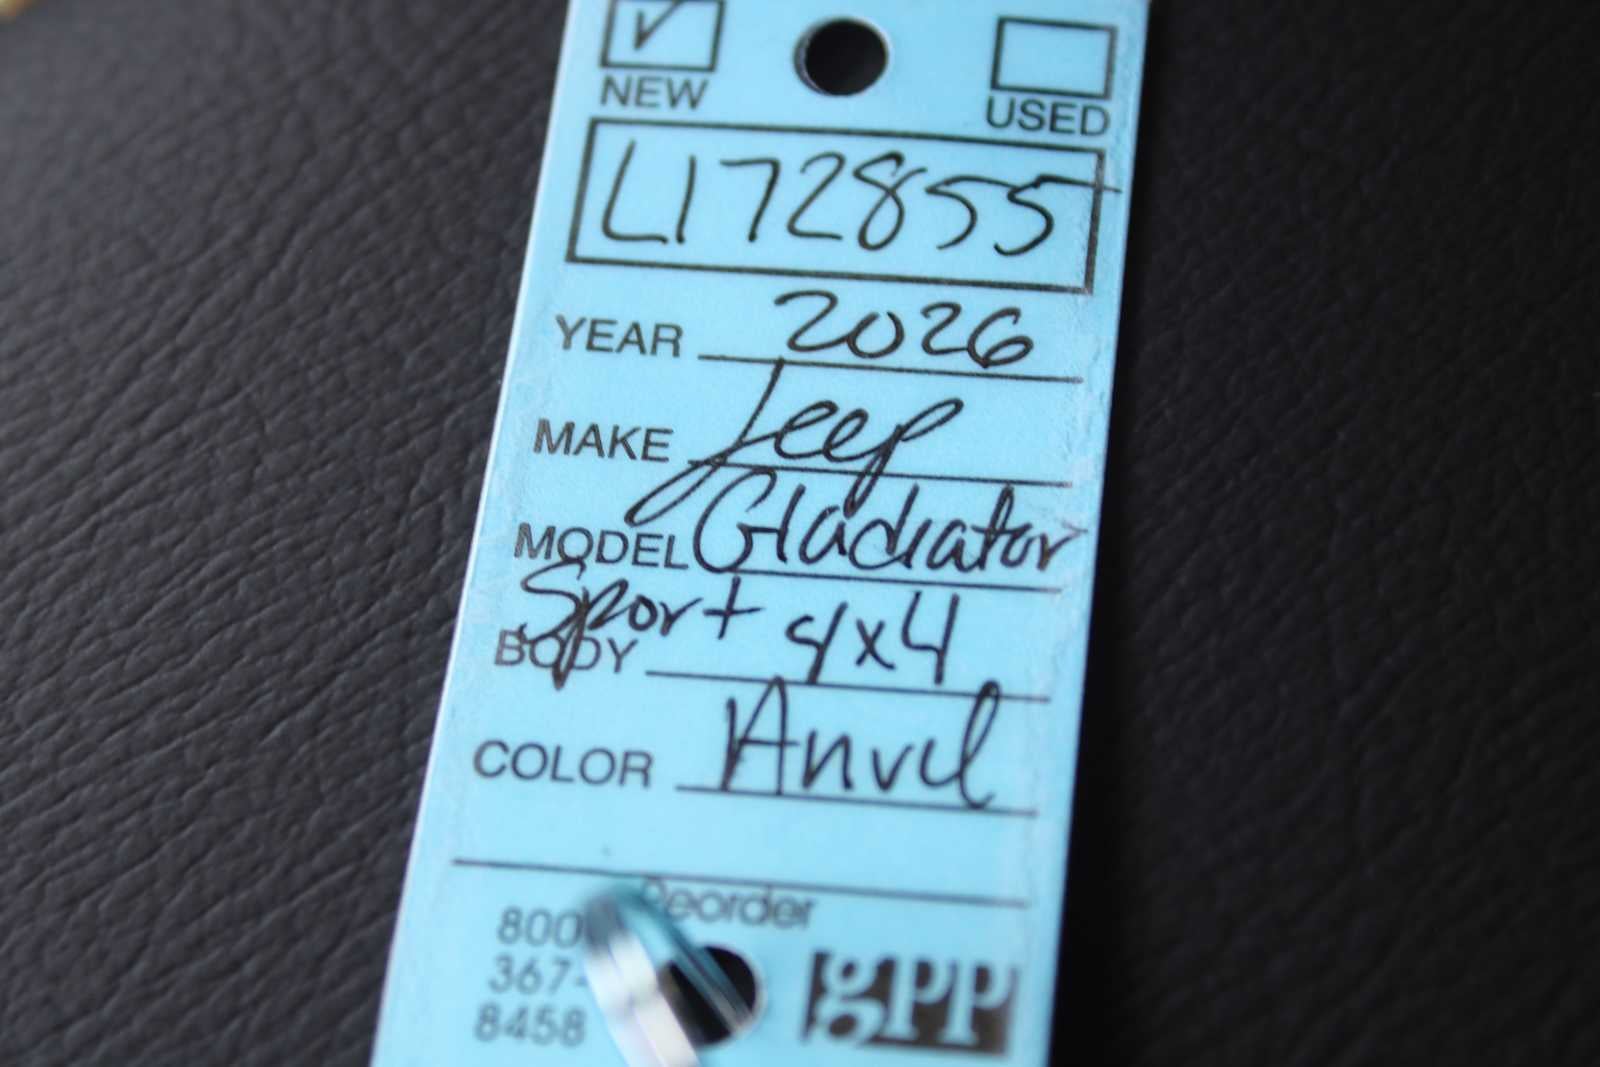 NEW USED
L172855
YEAR 2026
MAKE Jeep
MODEL Gladiator
Sport 4x4
BODY
COLOR Anvil
Reorder
800
367-
8458
gPP